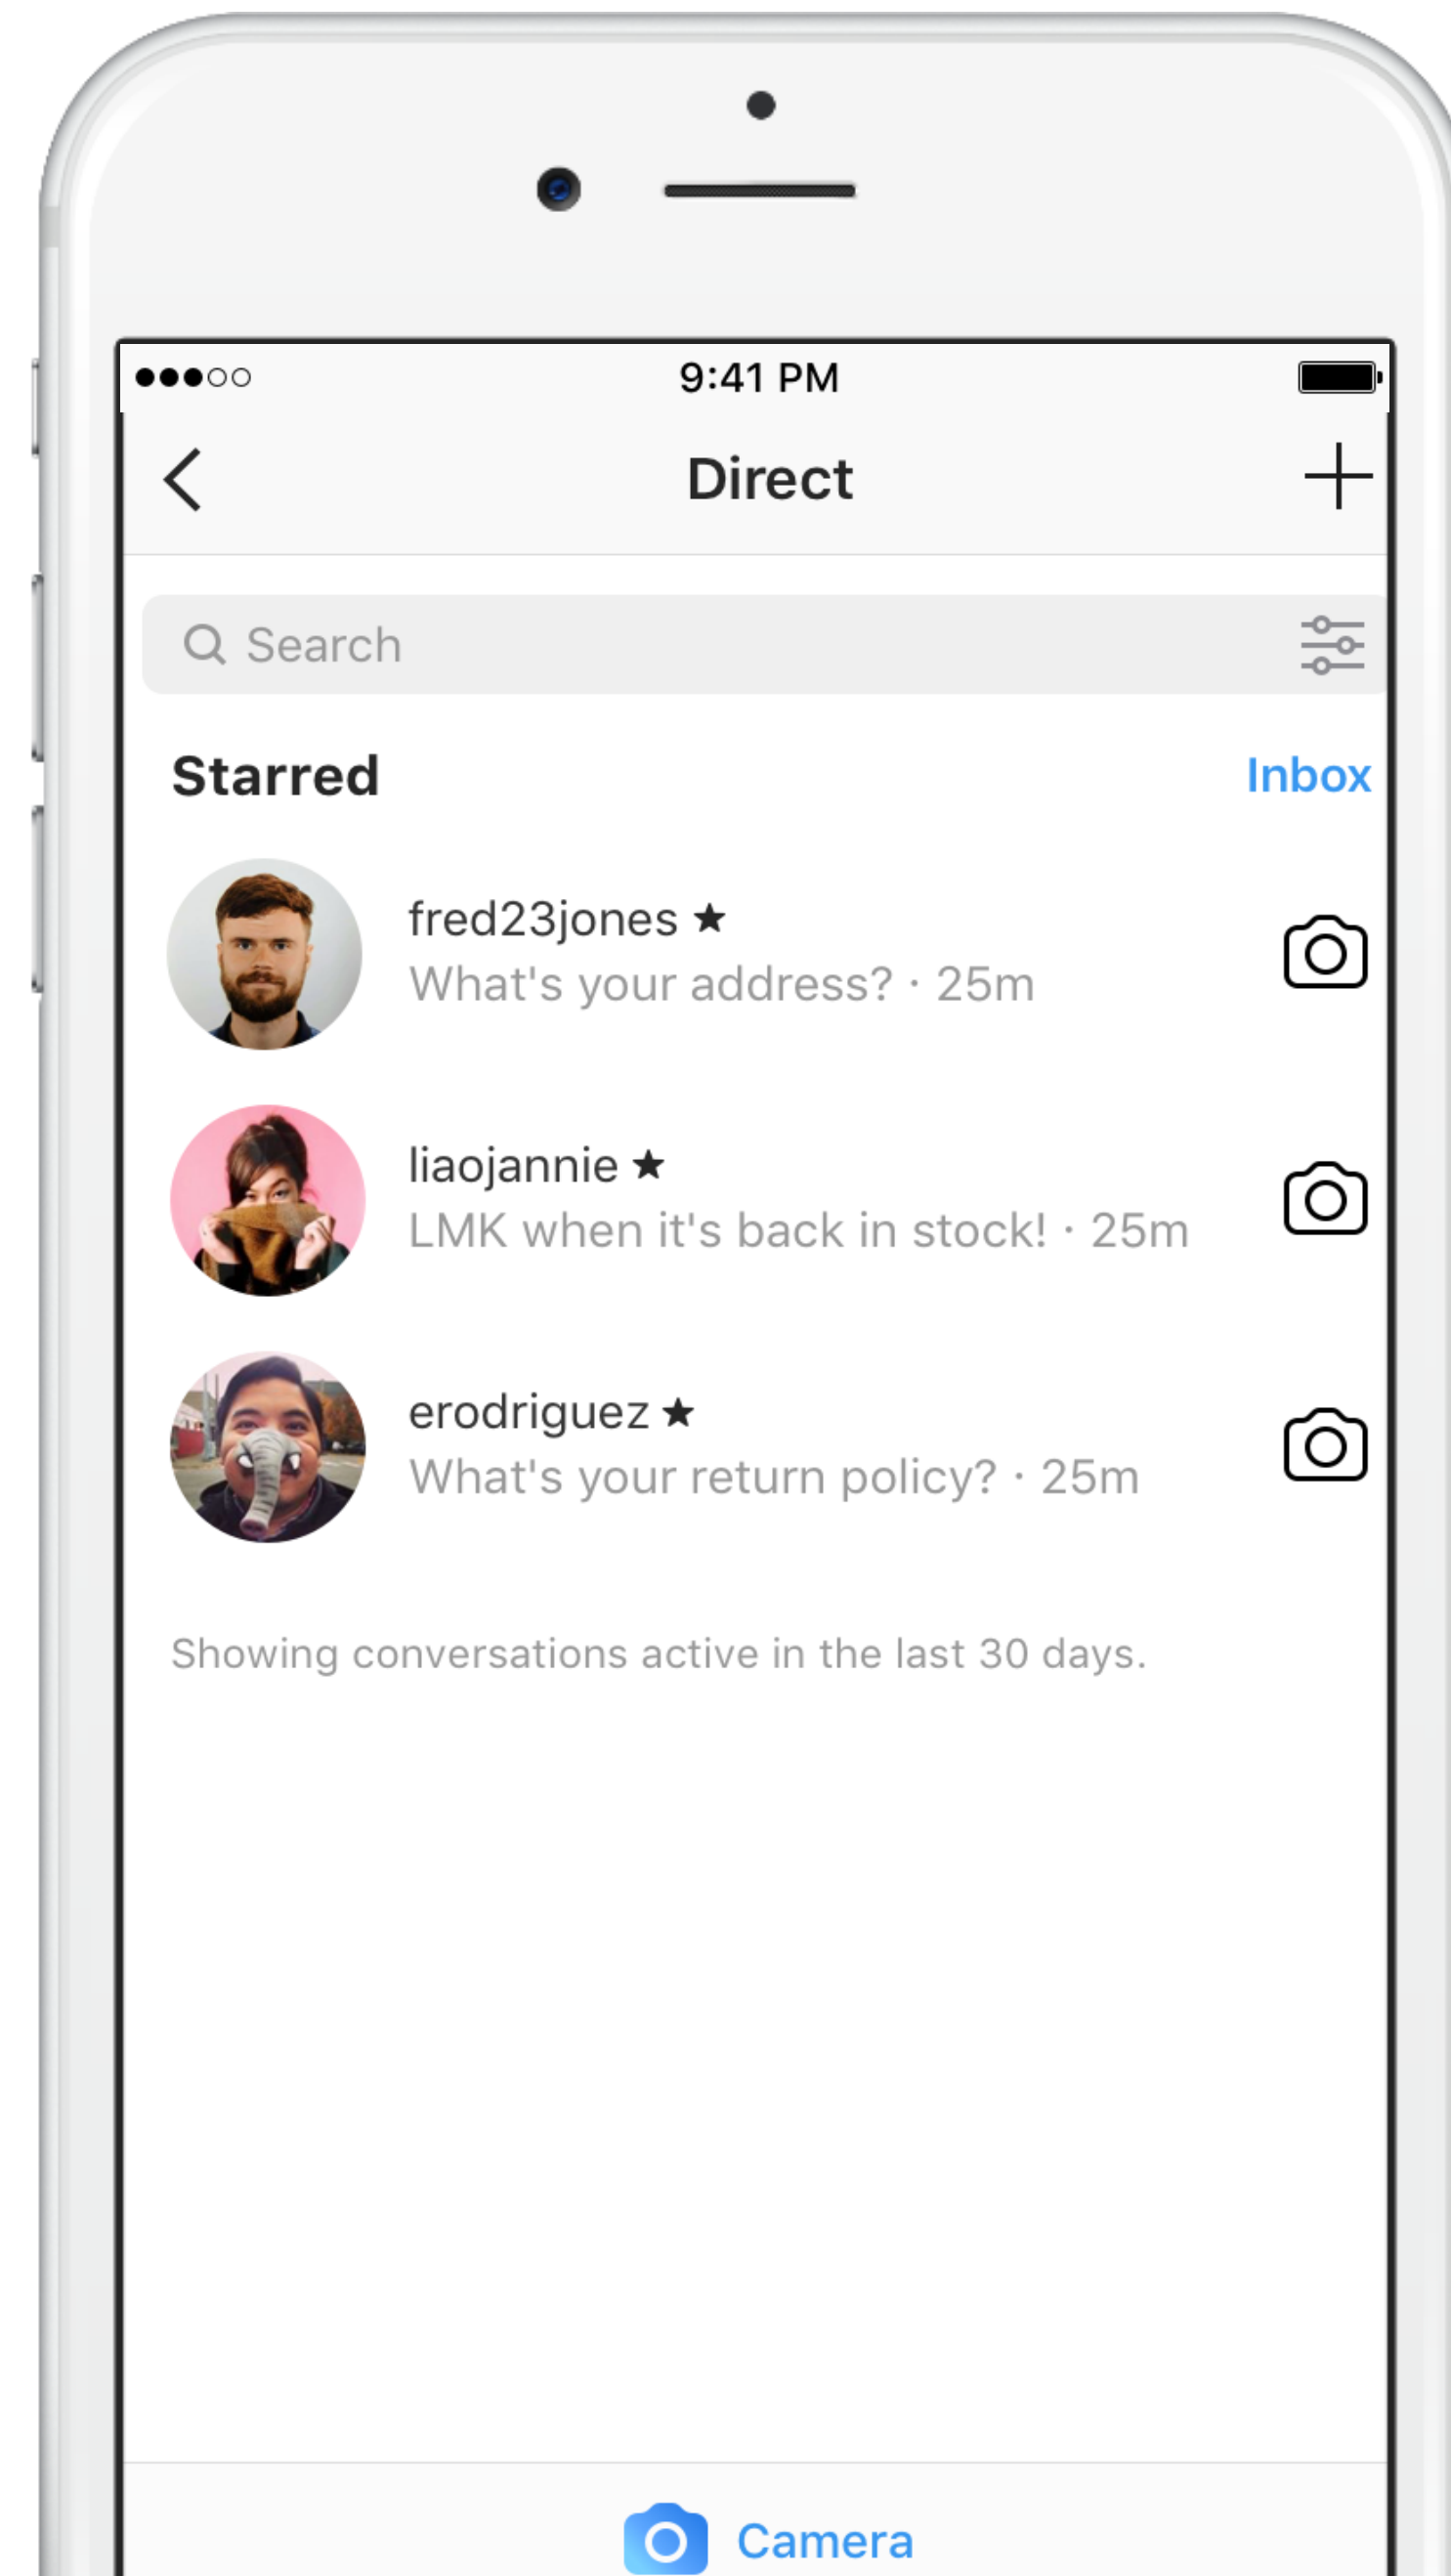 9:41 PM
Direct
Search
Starred
Inbox
fred23jones ★
What's your address? · 25m
liaojannie ★
LMK when it's back in stock! · 25m
erodriguez ★
What's your return policy? · 25m
Showing conversations active in the last 30 days.
Camera